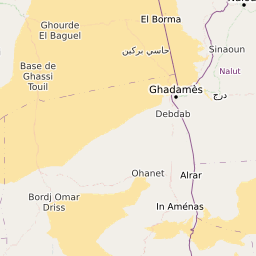 El Borma
Ghourde
El Baguel
حاسي بركين
Sinaoun
Base de
Ghassi
Touil
Nalut
Ghadamès
درج
Debdab
Ohanet
Alrar
Bordj Omar
Driss
In Aménas